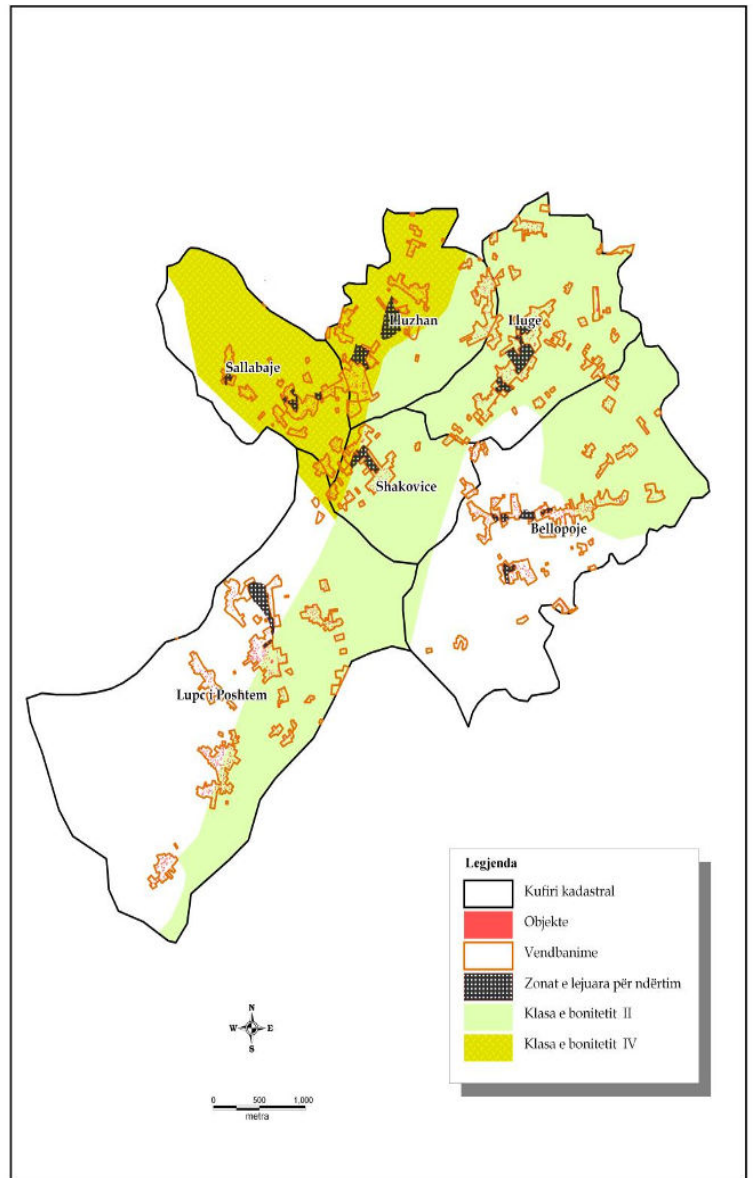 Lluzhan
Lluge
Sallabaje
Shakovice
Bellopoje
Lupci Poshtem
Legjenda
Kufiri kadastral
Objekte
Vendbanime
Zonat e lejuara për ndërtim
Klasa e bonitetit II
Klasa e bonitetit IV
N
W E
S
0 500 1,000
metra